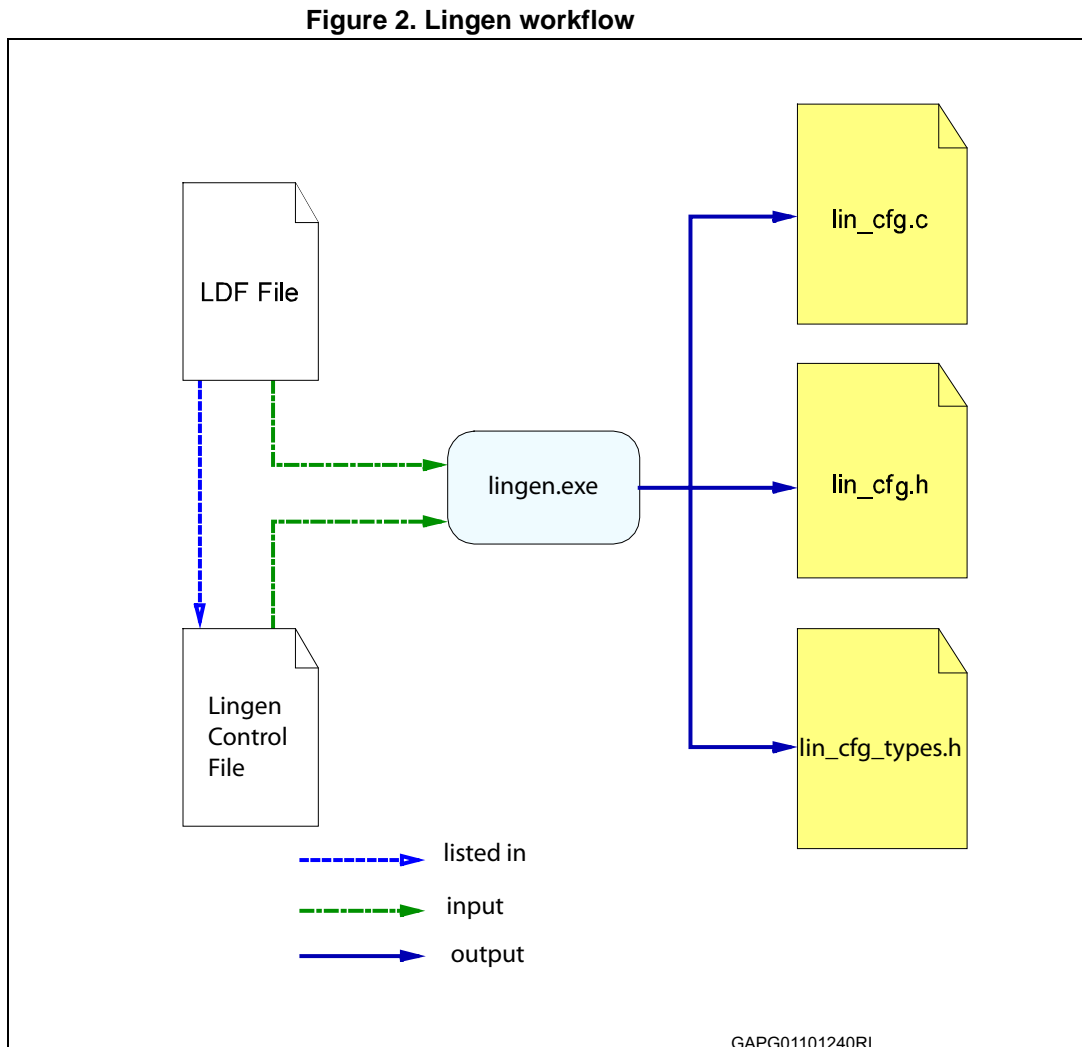 Figure 2. Lingen workflow
LDF File
lin_cfg.c
lingen.exe
lin_cfg.h
Lingen
Control
File
lin_cfg_types.h
listed in
input
output